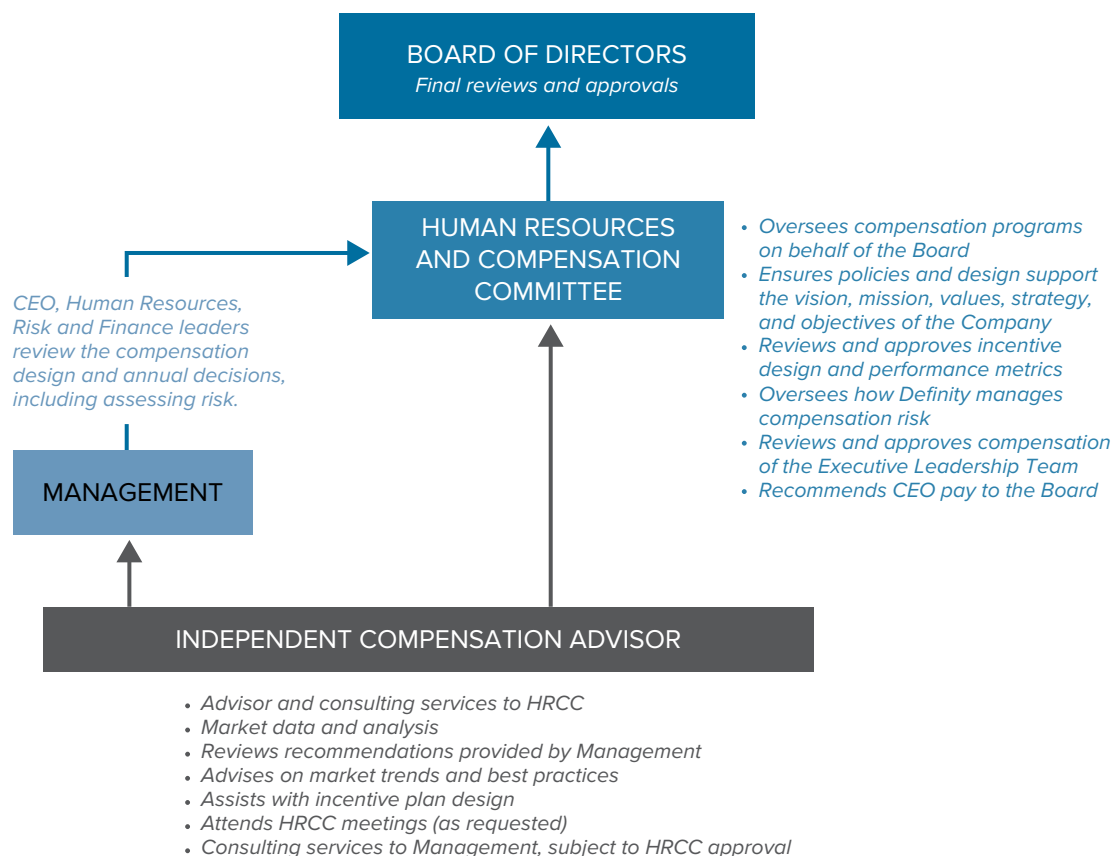 BOARD OF DIRECTORS
Final reviews and approvals
HUMAN RESOURCES
AND COMPENSATION
COMMITTEE
• Oversees compensation programs
on behalf of the Board
• Ensures policies and design support
the vision, mission, values, strategy,
and objectives of the Company
• Reviews and approves incentive
design and performance metrics
• Oversees how Definity manages
compensation risk
• Reviews and approves compensation
of the Executive Leadership Team
• Recommends CEO pay to the Board
CEO, Human Resources,
Risk and Finance leaders
review the compensation
design and annual decisions,
including assessing risk.
MANAGEMENT
INDEPENDENT COMPENSATION ADVISOR
• Advisor and consulting services to HRCC
• Market data and analysis
• Reviews recommendations provided by Management
• Advises on market trends and best practices
• Assists with incentive plan design
• Attends HRCC meetings (as requested)
• Consulting services to Management, subject to HRCC approval